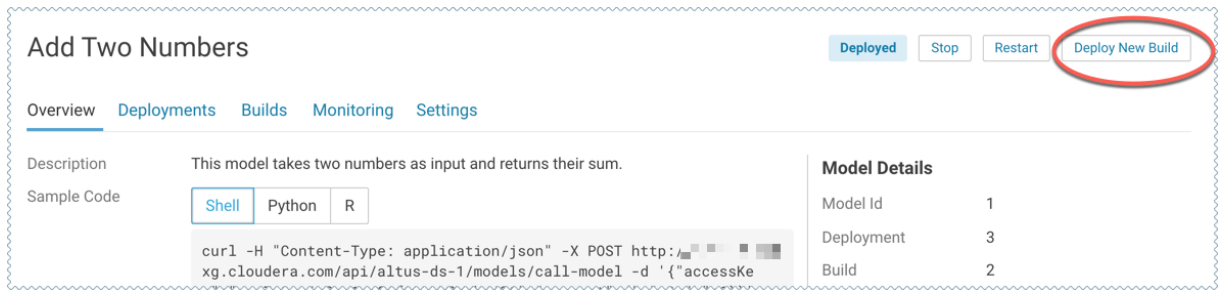 Add Two Numbers
Deployed Stop Restart Deploy New Build
Overview Deployments Builds Monitoring Settings
Description This model takes two numbers as input and returns their sum.
Sample Code Shell Python R
curl -H "Content-Type: application/json" -X POST http:/
xg.cloudera.com/api/altus-ds-1/models/call-model -d '{"accessKe
Model Details
Model Id 1
Deployment 3
Build 2